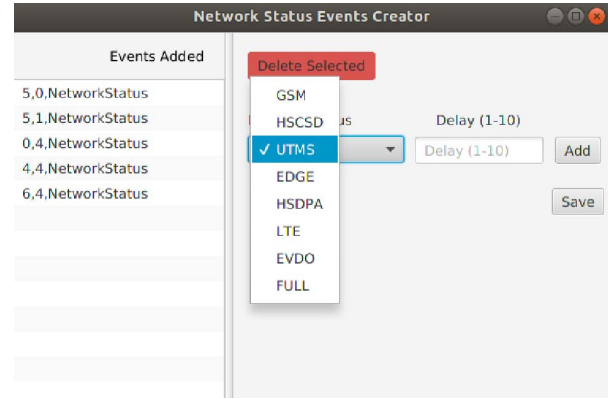 Network Status Events Creator
Events Added
Delete Selected
5,0,NetworkStatus
5,1,NetworkStatus
0,4,NetworkStatus
4,4,NetworkStatus
6,4,NetworkStatus
GSM
HSCSD
✓ UTMS
EDGE
HSDPA
LTE
EVDO
FULL
Delay (1-10)
Delay (1-10)
Add
Save